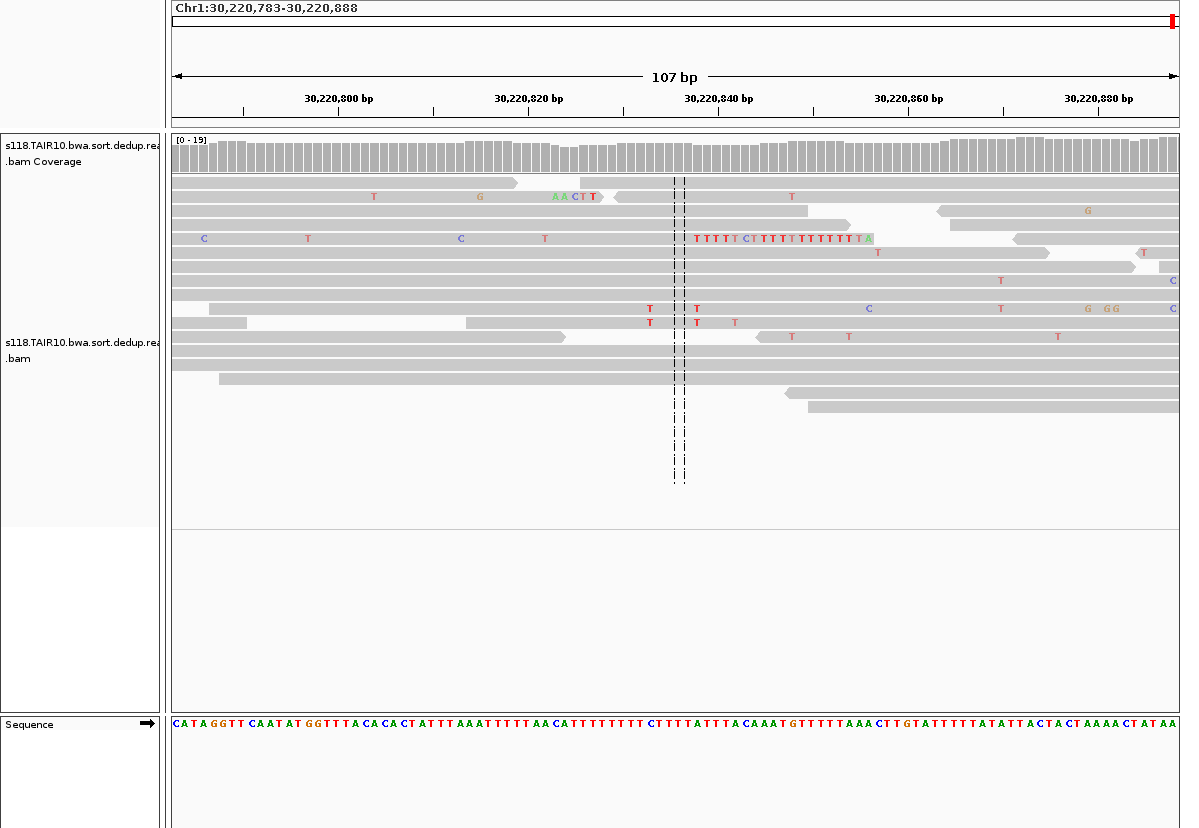 Chr1:30,220,783-30,220,888
107 bp
30,220,800 bp 30,220,820 bp 30,220,840 bp 30,220,860 bp 30,220,880 bp
s118.TAIR10.bwa.sort.dedup.rea
.bam Coverage
[0 - 19]
T G A A C T T T
G
C T C T T T T T T C T T T T T T T T T T T T A
T
T
T C
T T C T G G G C
T T T
T T T
s118.TAIR10.bwa.sort.dedup.rea
.bam
Sequence
CATAGGTTCAATATGGTTTACACACTATTTAAATTTTTAACATTTTTTTTCTTTTATTTACAAATGTTTTTAAACTTGTATTTTTATATTACTACTAAAACTATAA